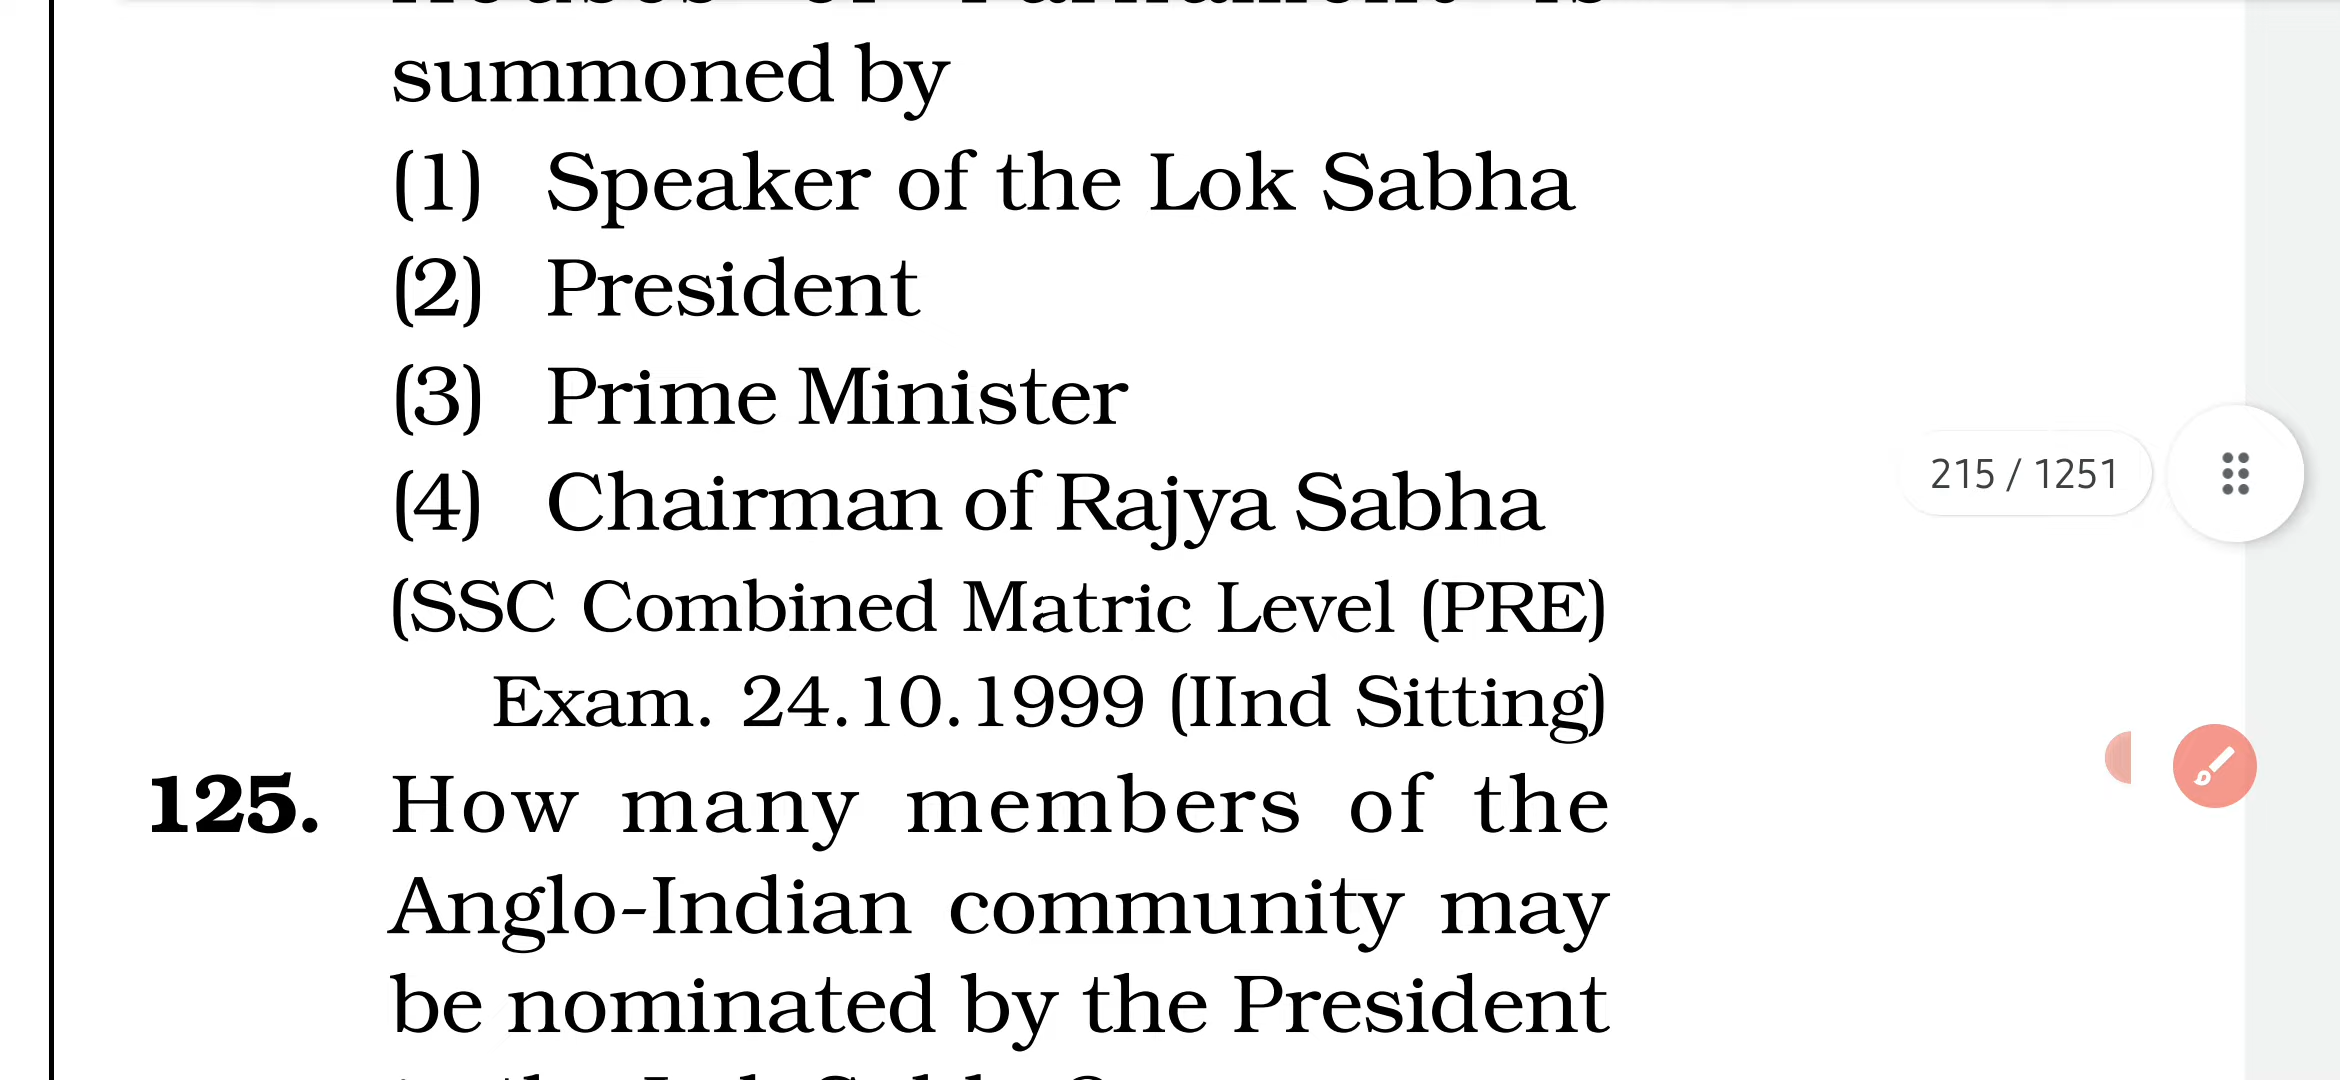 summoned by
(1) Speaker of the Lok Sabha
(2) President
(3) Prime Minister
(4) Chairman of Rajya Sabha
(SSC Combined Matric Level (PRE)
Exam. 24.10.1999 (IInd Sitting)
215 / 1251
125. How many members of the
Anglo-Indian community may
be nominated by the President